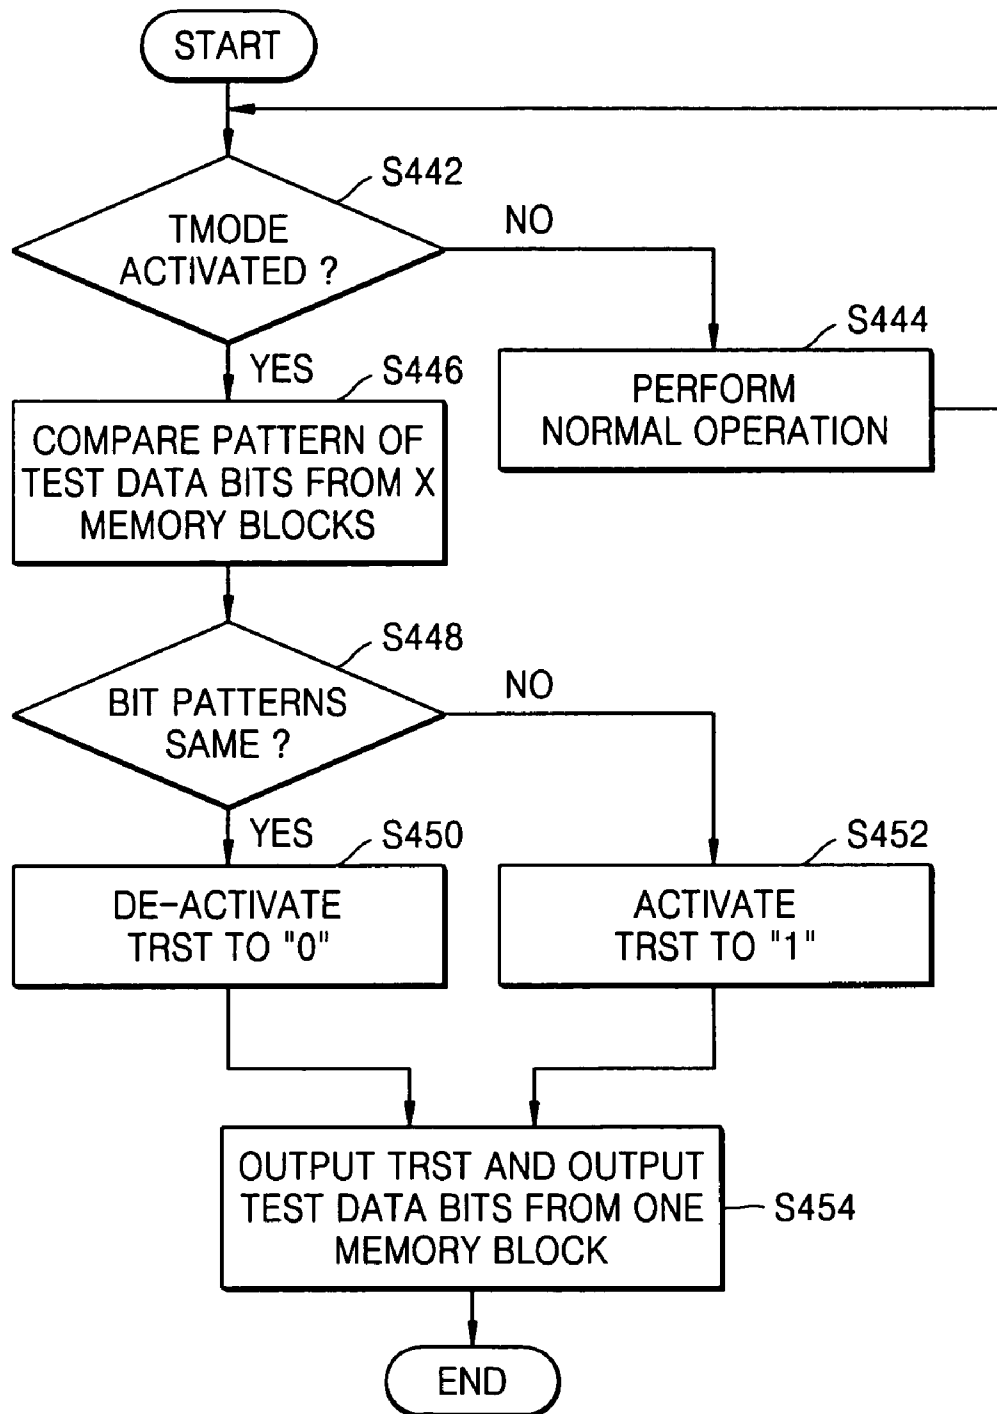 START
S442
TMODE
ACTIVATED ?
NO
S444
YES
S446
PERFORM
NORMAL OPERATION
COMPARE PATTERN OF
TEST DATA BITS FROM X
MEMORY BLOCKS
S448
BIT PATTERNS
SAME ?
NO
YES
S450
S452
DE-ACTIVATE
TRST TO "0"
ACTIVATE
TRST TO "1"
OUTPUT TRST AND OUTPUT
TEST DATA BITS FROM ONE
MEMORY BLOCK
S454
END